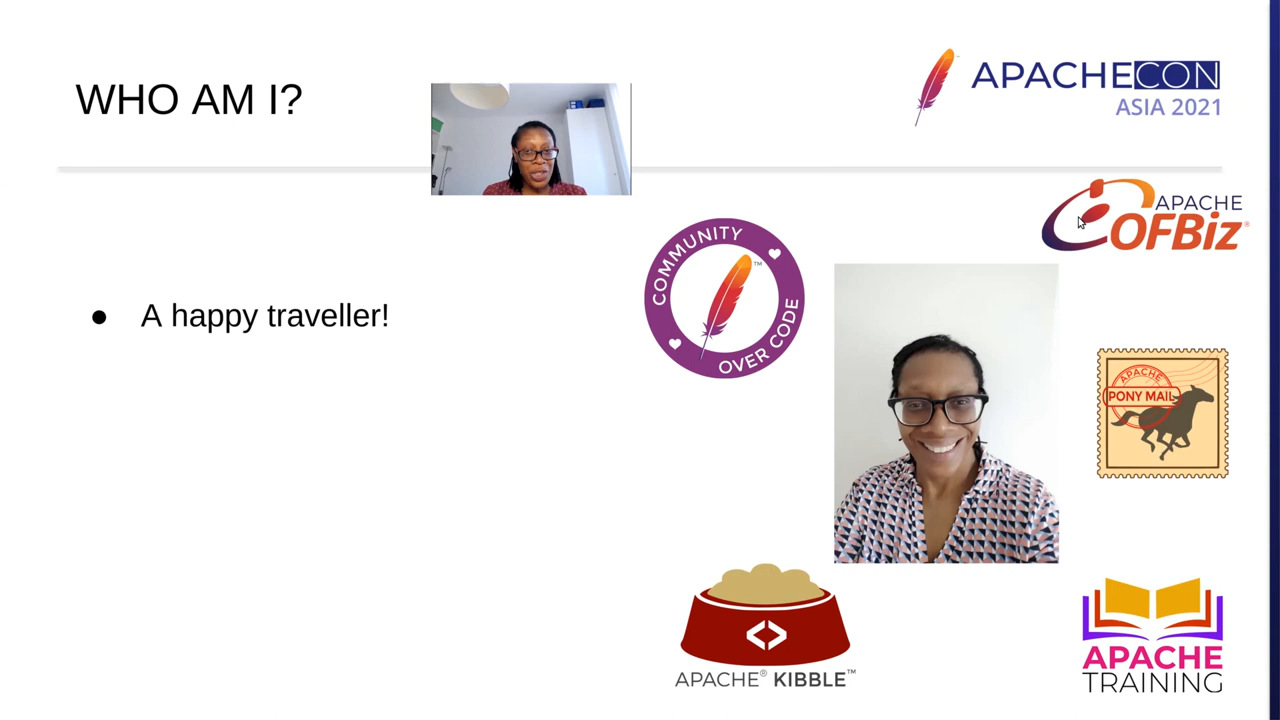 WHO AM I?
APACHECON
ASIA 2021
APACHE
OFBiz®
COMMUNITY
OVER CODE
™
A happy traveller!
APACHE
PONY MAIL
APACHE® KIBBLE™
APACHE
TRAINING